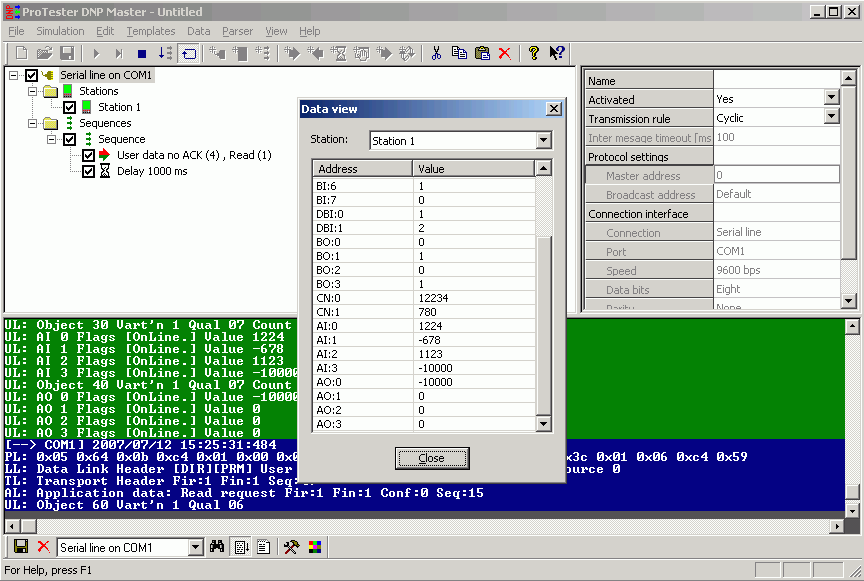 ProTester DNP Master - Untitled
File Simulation Edit Templates Data Parser View Help
Serial line on COM1
Stations
Station 1
Sequences
Sequence
User data no ACK (4) , Read (1)
Delay 1000 ms
Data view
Station: Station 1
Address Value
BI:6 1
BI:7 0
DBI:0 1
DBI:1 2
BO:0 0
BO:1 1
BO:2 0
BO:3 1
CN:0 12234
CN:1 780
AI:0 1224
AI:1 -678
AI:2 1123
AI:3 -10000
AO:0 -10000
AO:1 0
AO:2 0
AO:3 0
Close
Name
Activated Yes
Transmission rule Cyclic
Inter mesage timeout [ms 100
Protocol settings
Master address 0
Broadcast address Default
Connection interface
Connection Serial line
Port COM1
Speed 9600 bps
Data bits Eight
Parity None
UL: Object 30 Vart'n 1 Qual 07 Count
UL: AI 0 Flags [OnLine.] Value 1224
UL: AI 1 Flags [OnLine.] Value -678
UL: AI 2 Flags [OnLine.] Value 1123
UL: AI 3 Flags [OnLine.] Value -10000
UL: Object 40 Vart'n 1 Qual 07 Count
UL: AO 0 Flags [OnLine.] Value -10000
UL: AO 1 Flags [OnLine.] Value 0
UL: AO 2 Flags [OnLine.] Value 0
UL: AO 3 Flags [OnLine.] Value 0
[--> COM1] 2007/07/12 15:25:31:484
PL: 0x05 0x64 0x0b 0xc4 0x01 0x00 0x0 x3c 0x01 0x06 0xc4 0x59
LL: Data Link Header [DIR][PRM] User ource 0
TL: Transport Header Fir:1 Fin:1 Seq:
AL: Application data: Read request Fir:1 Fin:1 Conf:0 Seq:15
UL: Object 60 Vart'n 1 Qual 06
Serial line on COM1
For Help, press F1